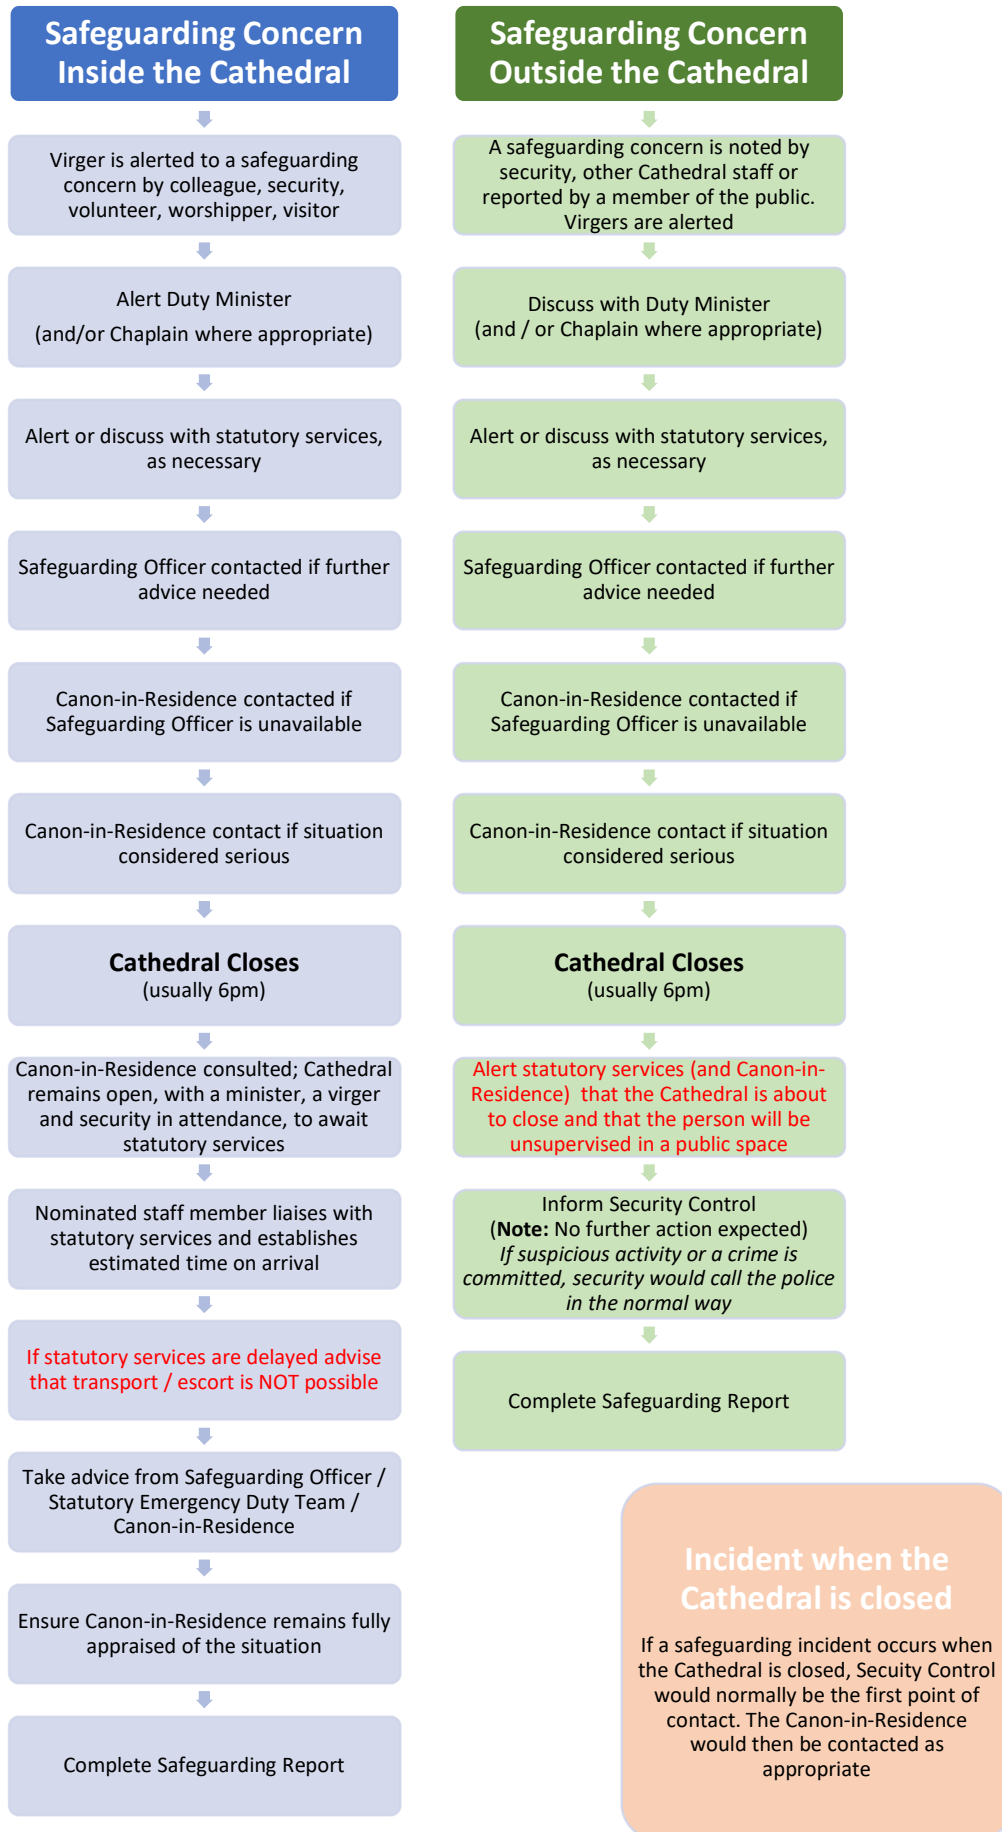 Safeguarding Concern
Inside the Cathedral
Virger is alerted to a safeguarding
concern by colleague, security,
volunteer, worshipper, visitor
Alert Duty Minister
(and/or Chaplain where appropriate)
Alert or discuss with statutory services,
as necessary
Safeguarding Officer contacted if further
advice needed
Canon-in-Residence contacted if
Safeguarding Officer is unavailable
Canon-in-Residence contact if situation
considered serious
Cathedral Closes
(usually 6pm)
Canon-in-Residence consulted; Cathedral
remains open, with a minister, a virger
and security in attendance, to await
statutory services
Nominated staff member liaises with
statutory services and establishes
estimated time on arrival
If statutory services are delayed advise
that transport / escort is NOT possible
Take advice from Safeguarding Officer /
Statutory Emergency Duty Team /
Canon-in-Residence
Ensure Canon-in-Residence remains fully
appraised of the situation
Complete Safeguarding Report
Safeguarding Concern
Outside the Cathedral
A safeguarding concern is noted by
security, other Cathedral staff or
reported by a member of the public.
Virgers are alerted
Discuss with Duty Minister
(and / or Chaplain where appropriate)
Alert or discuss with statutory services,
as necessary
Safeguarding Officer contacted if further
advice needed
Canon-in-Residence contacted if
Safeguarding Officer is unavailable
Canon-in-Residence contact if situation
considered serious
Cathedral Closes
(usually 6pm)
Alert statutory services (and Canon-in-
Residence) that the Cathedral is about
to close and that the person will be
unsupervised in a public space
Inform Security Control
(Note: No further action expected)
If suspicious activity or a crime is
committed, security would call the police
in the normal way
Complete Safeguarding Report
Incident when the
Cathedral is closed
If a safeguarding incident occurs when
the Cathedral is closed, Secuity Control
would normally be the first point of
contact. The Canon-in-Residence
would then be contacted as
appropriate